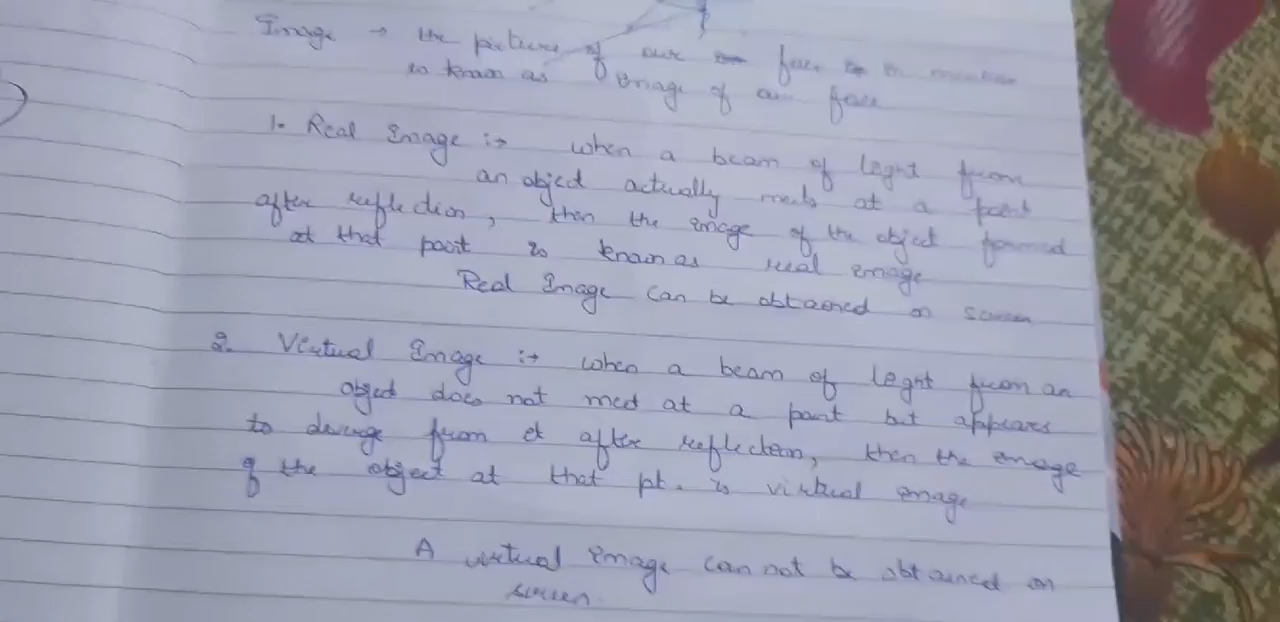 Image → the picture of our face in
is known as image of our face
1. Real Image :→ when a beam of light from
an object actually meets at a point
after reflection, then the image of the object formed
at that point is known as real image
Real Image can be obtained on screen
2. Virtual Image :→ when a beam of light from an
object does not meet at a point but appears
to diverge from it after reflection, then the image
of the object at that pt. is virtual image
A virtual image can not be obtained on
screen.